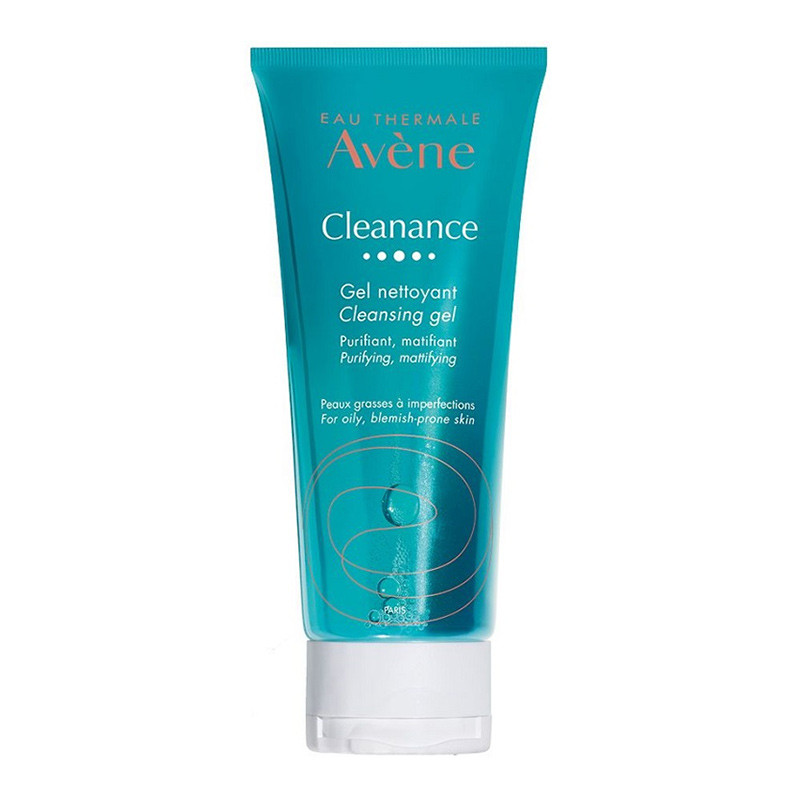 EAU THERMALE
Avène
Cleanance
Gel nettoyant
Cleansing gel
Purifiant, matifiant
Purifying, mattifying
Peaux grasses à imperfections
For oily, blemish-prone skin
PARIS